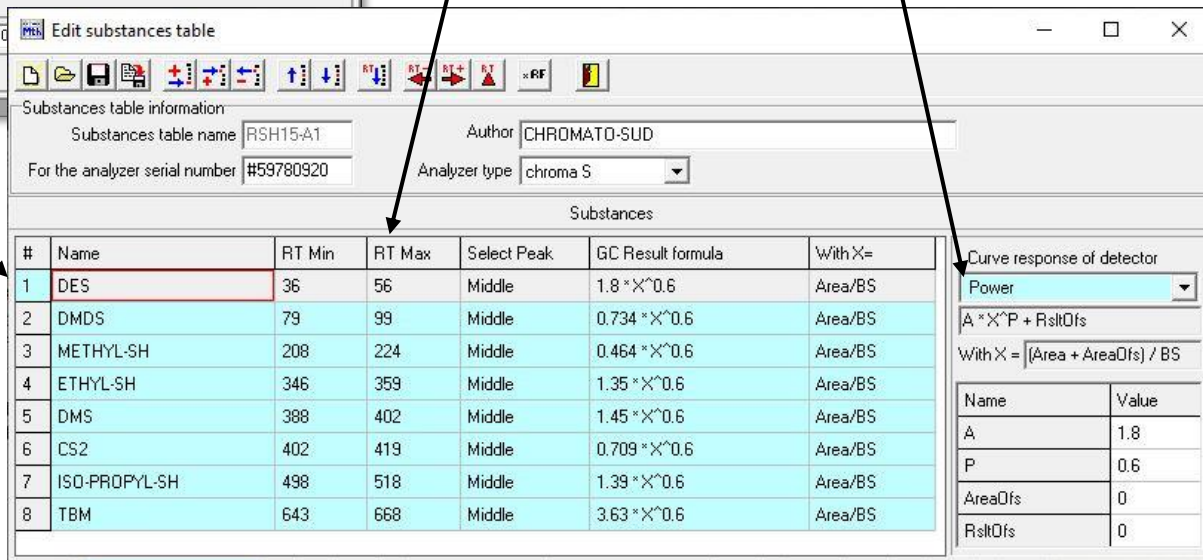 Edit substances table
RT RT- RT+ RT ×RF
Substances table information
Substances table name RSH15-A1 Author CHROMATO-SUD
For the analyzer serial number #59780920 Analyzer type chroma S
Substances
# Name RT Min RT Max Select Peak GC Result formula With X=
1 DES 36 56 Middle 1.8 * X^0.6 Area/BS
2 DMDS 79 99 Middle 0.734 * X^0.6 Area/BS
3 METHYL-SH 208 224 Middle 0.464 * X^0.6 Area/BS
4 ETHYL-SH 346 359 Middle 1.35 * X^0.6 Area/BS
5 DMS 388 402 Middle 1.45 * X^0.6 Area/BS
6 CS2 402 419 Middle 0.709 * X^0.6 Area/BS
7 ISO-PROPYL-SH 498 518 Middle 1.39 * X^0.6 Area/BS
8 TBM 643 668 Middle 3.63 * X^0.6 Area/BS
Curve response of detector
Power
A * X^P + RsltOfs
With X = (Area + AreaOfs) / BS
Name Value
A 1.8
P 0.6
AreaOfs 0
RsltOfs 0